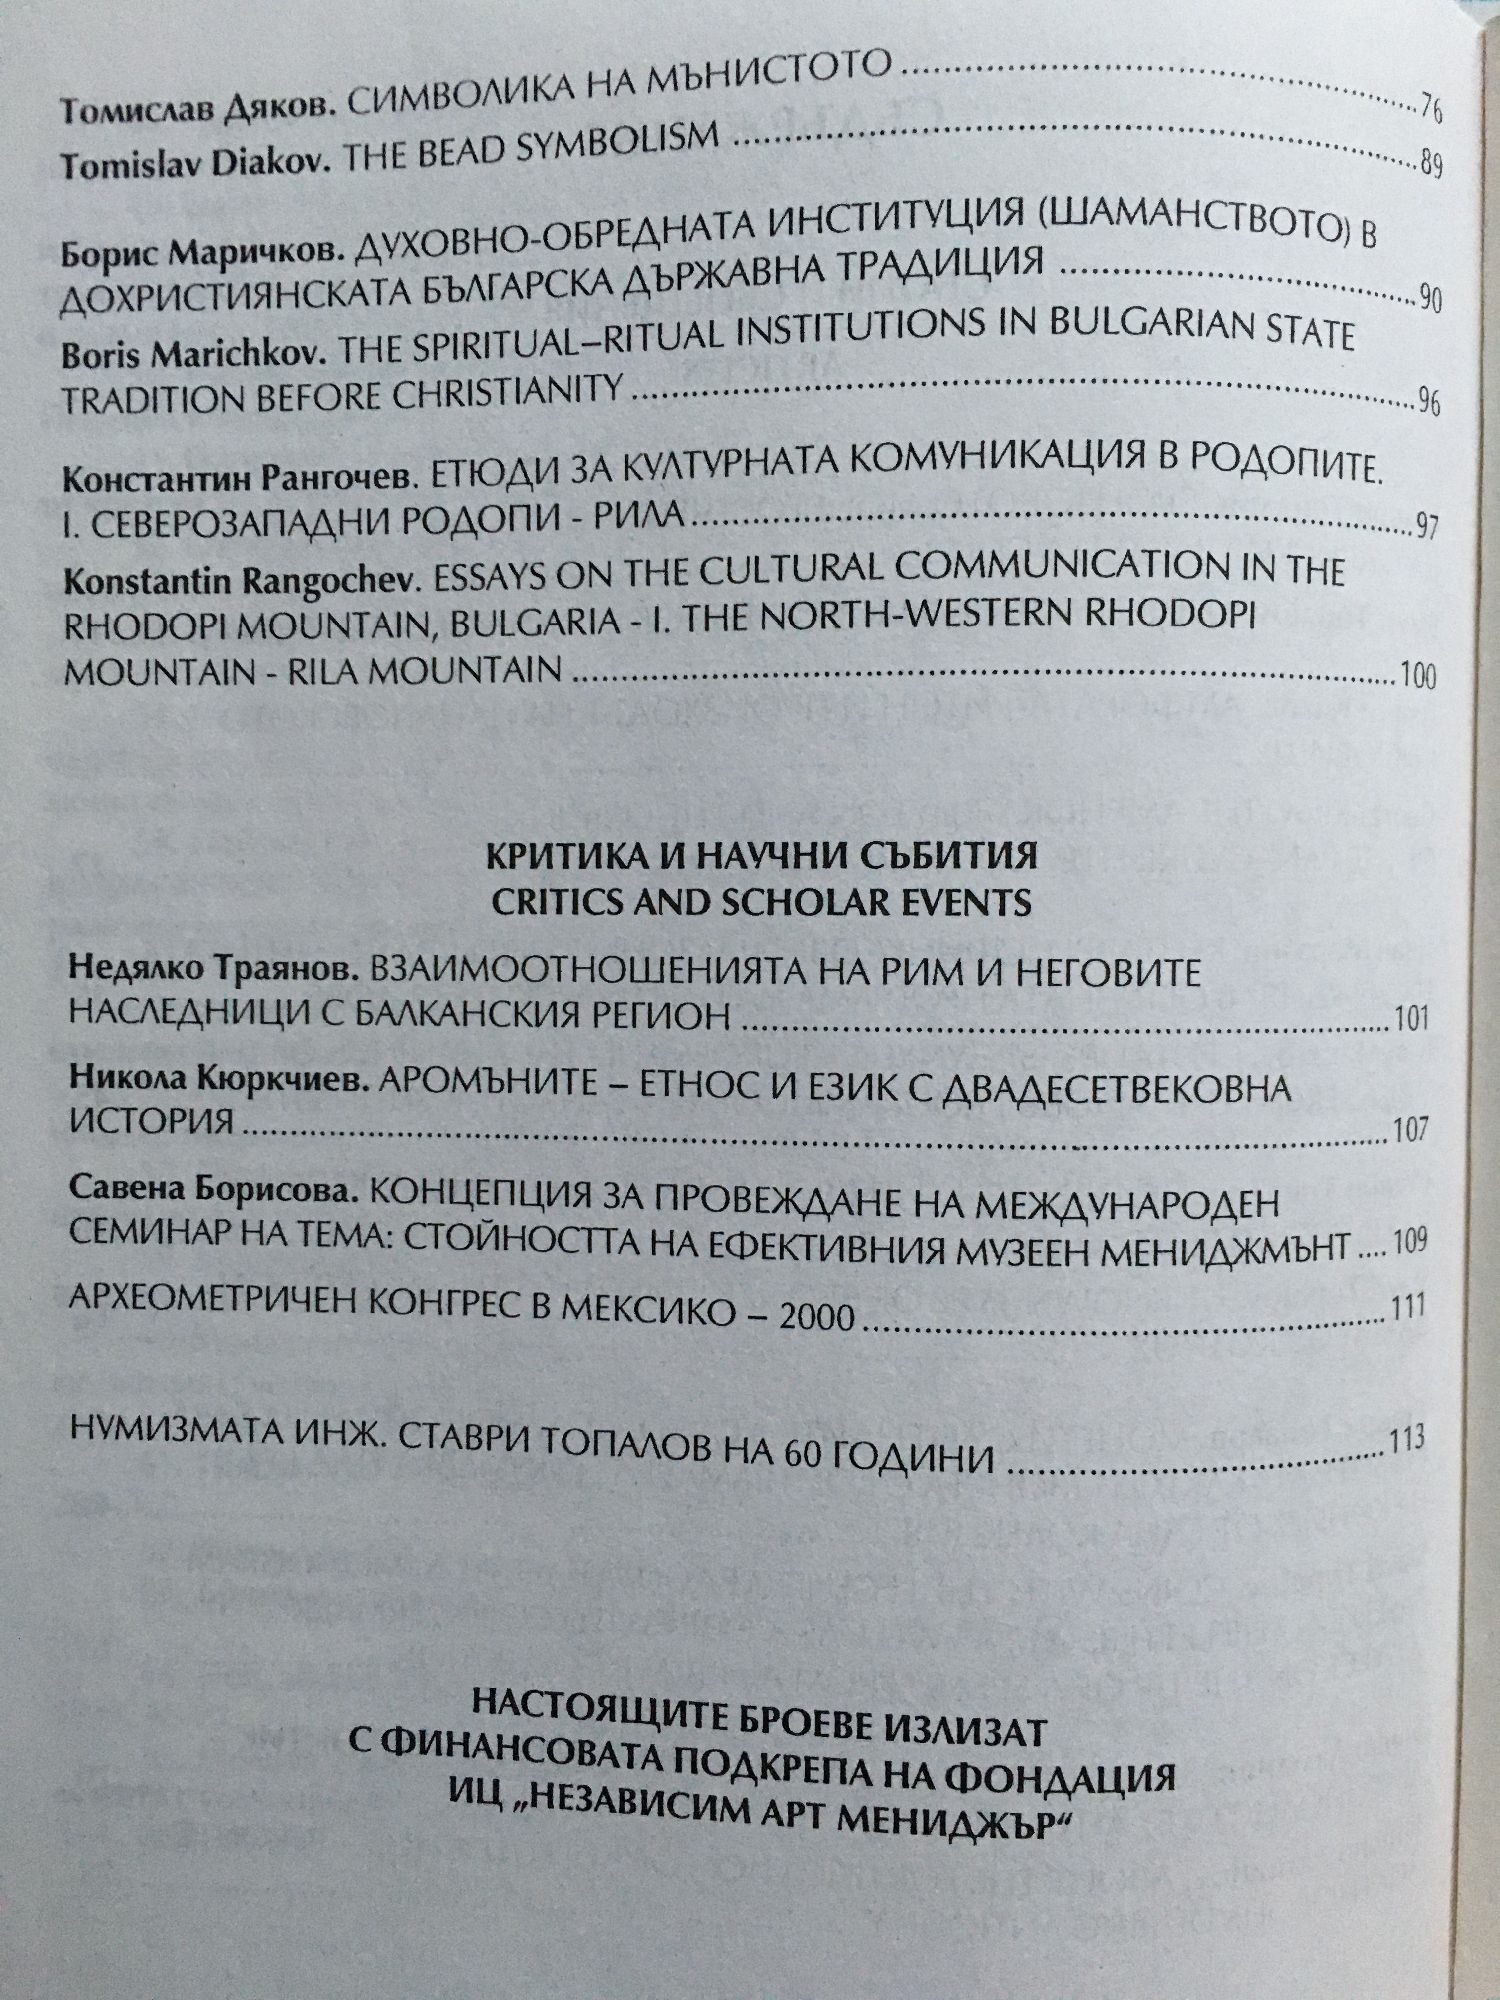 Томислав Дяков. СИМВОЛИКА НА МЪНИСТОТО ........ 76
Tomislav Diakov. THE BEAD SYMBOLISM ........ 89
Борис Маричков. ДУХОВНО-ОБРЕДНАТА ИНСТИТУЦИЯ (ШАМАНСТВОТО) В
ДОХРИСТИЯНСКАТА БЪЛГАРСКА ДЪРЖАВНА ТРАДИЦИЯ ........ 90
Boris Marichkov. THE SPIRITUAL–RITUAL INSTITUTIONS IN BULGARIAN STATE
TRADITION BEFORE CHRISTIANITY ........ 96
Константин Рангочев. ЕТЮДИ ЗА КУЛТУРНАТА КОМУНИКАЦИЯ В РОДОПИТЕ.
I. СЕВЕРОЗАПАДНИ РОДОПИ - РИЛА ........ 97
Konstantin Rangochev. ESSAYS ON THE CULTURAL COMMUNICATION IN THE
RHODOPI MOUNTAIN, BULGARIA - I. THE NORTH-WESTERN RHODOPI
MOUNTAIN - RILA MOUNTAIN ........ 100
КРИТИКА И НАУЧНИ СЪБИТИЯ
CRITICS AND SCHOLAR EVENTS
Недялко Траянов. ВЗАИМООТНОШЕНИЯТА НА РИМ И НЕГОВИТЕ
НАСЛЕДНИЦИ С БАЛКАНСКИЯ РЕГИОН ........ 101
Никола Кюркчиев. АРОМЪНИТЕ – ЕТНОС И ЕЗИК С ДВАДЕСЕТВЕКОВНА
ИСТОРИЯ ........ 107
Савена Борисова. КОНЦЕПЦИЯ ЗА ПРОВЕЖДАНЕ НА МЕЖДУНАРОДЕН
СЕМИНАР НА ТЕМА: СТОЙНОСТТА НА ЕФЕКТИВНИЯ МУЗЕЕН МЕНИДЖМЪНТ .... 109
АРХЕОМЕТРИЧЕН КОНГРЕС В МЕКСИКО – 2000 ........ 111
НУМИЗМАТА ИНЖ. СТАВРИ ТОПАЛОВ НА 60 ГОДИНИ ........ 113
НАСТОЯЩИТЕ БРОЕВЕ ИЗЛИЗАТ
С ФИНАНСОВАТА ПОДКРЕПА НА ФОНДАЦИЯ
ИЦ „НЕЗАВИСИМ АРТ МЕНИДЖЪР“